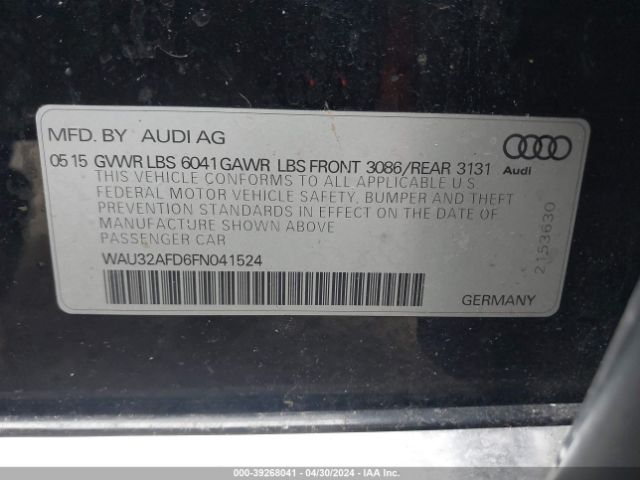 MFD. BY AUDI AG
Audi
05 15 GVWR LBS 6041 GAWR LBS FRONT 3086/REAR 3131
THIS VEHICLE CONFORMS TO ALL APPLICABLE U.S.
FEDERAL MOTOR VEHICLE SAFETY, BUMPER AND THEFT
PREVENTION STANDARDS IN EFFECT ON THE DATE OF
MANUFACTURE SHOWN ABOVE
PASSENGER CAR
WAU32AFD6FN041524
2153630
GERMANY
000-39268041 / 04/30/2024 / IAA Inc.